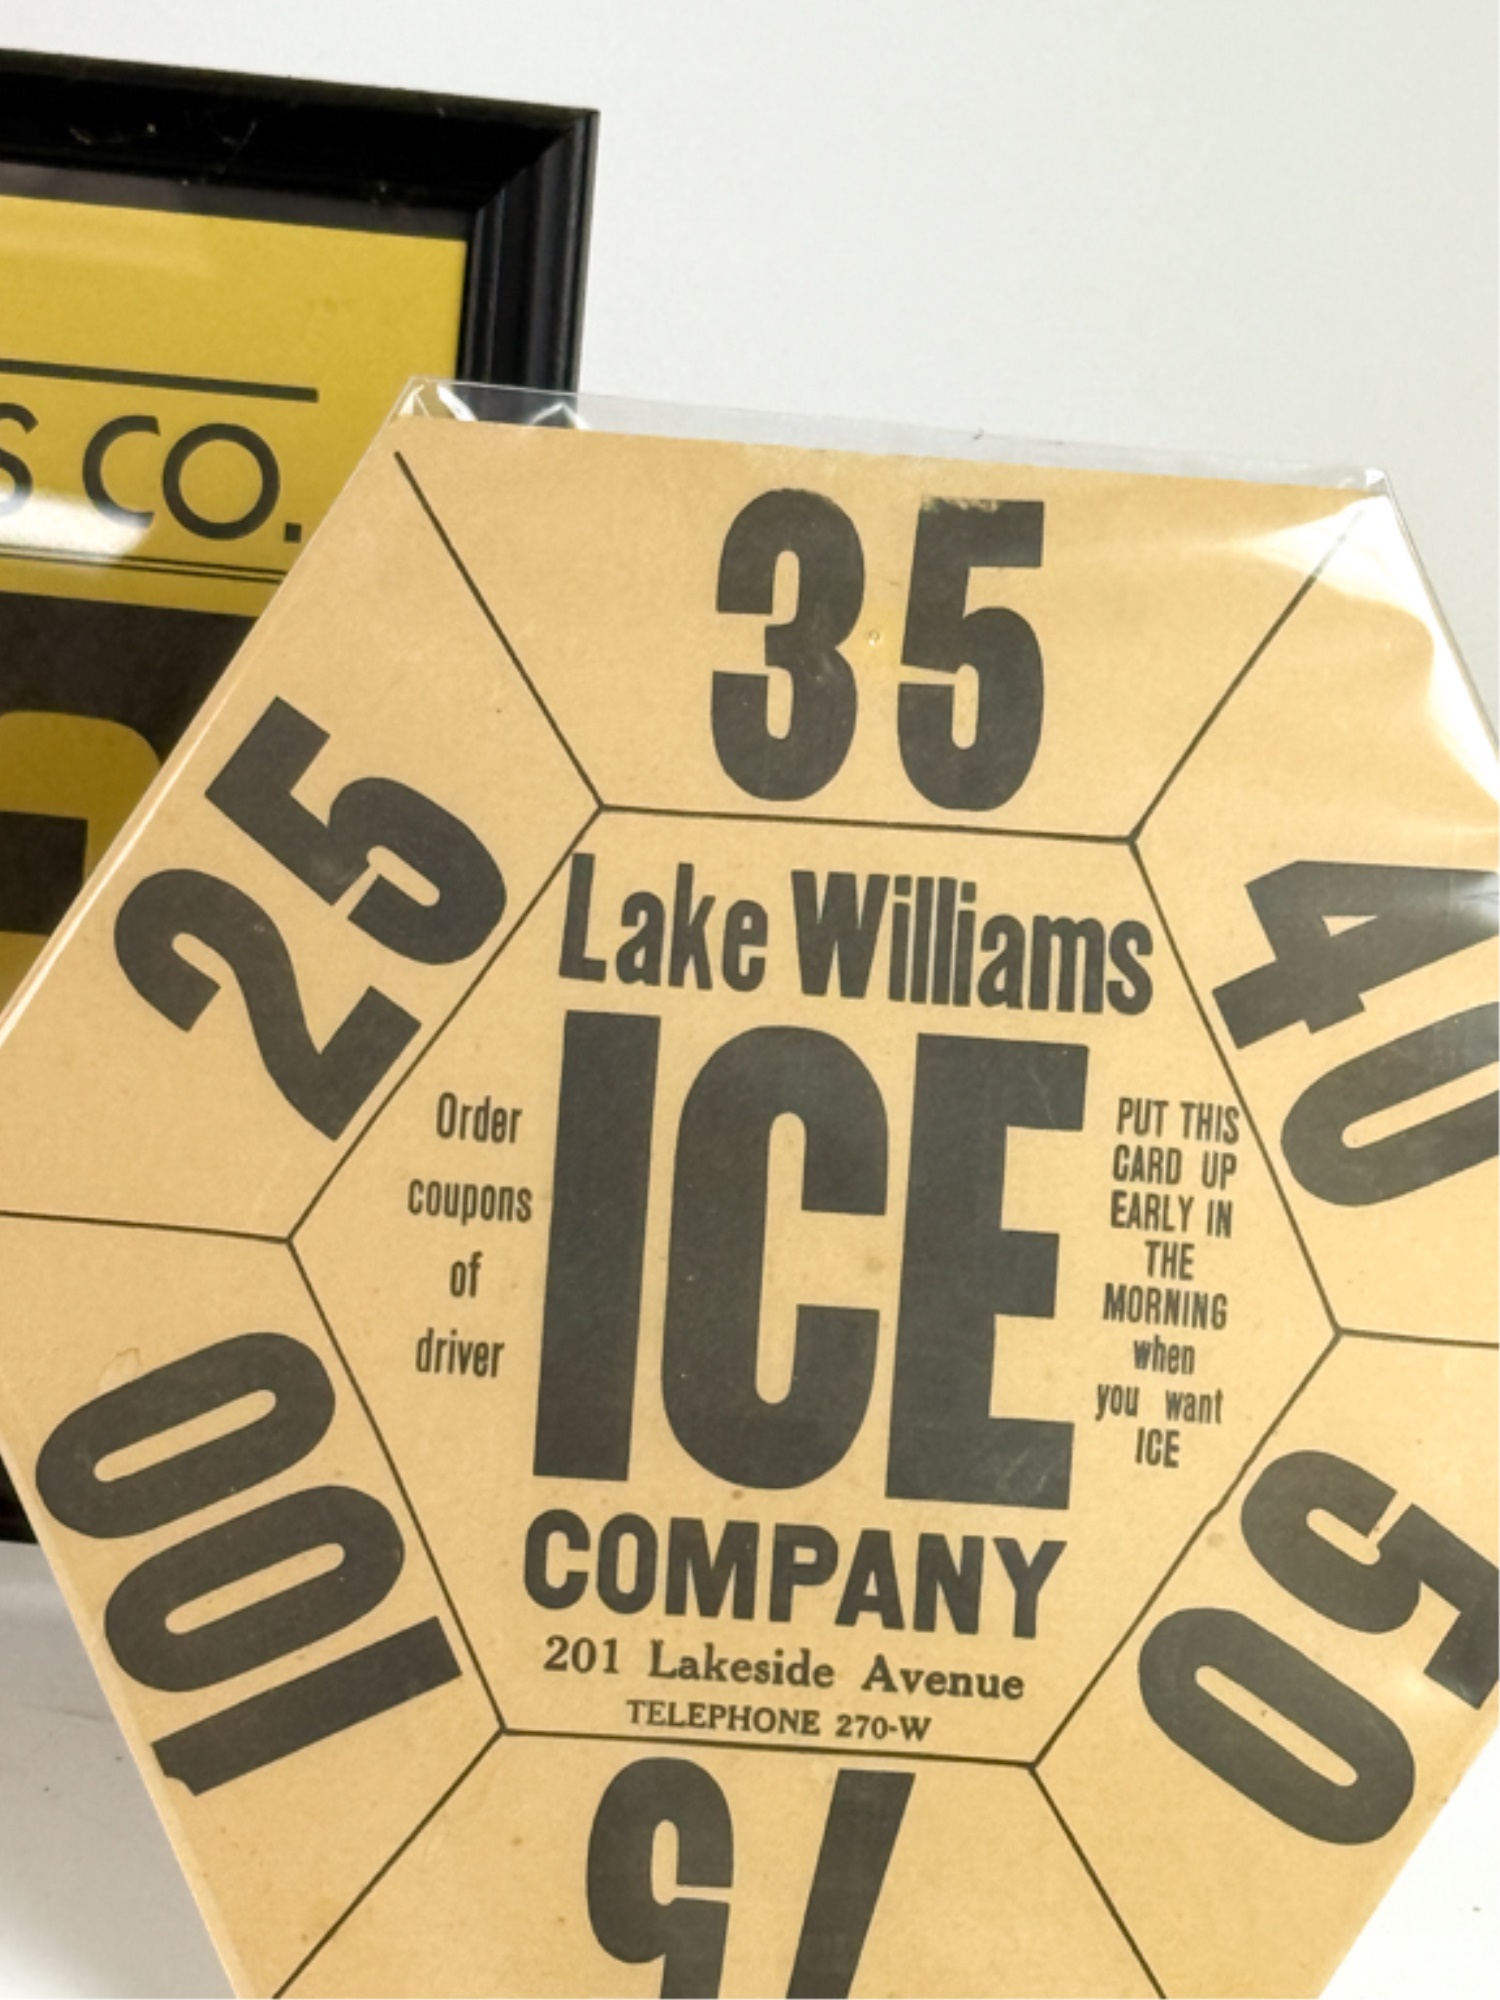 S CO.
35
25
40
Lake Williams
ICE
COMPANY
201 Lakeside Avenue
TELEPHONE 270-W
Order
coupons
of
driver
PUT THIS
CARD UP
EARLY IN
THE
MORNING
when
you want
ICE
100
50
75